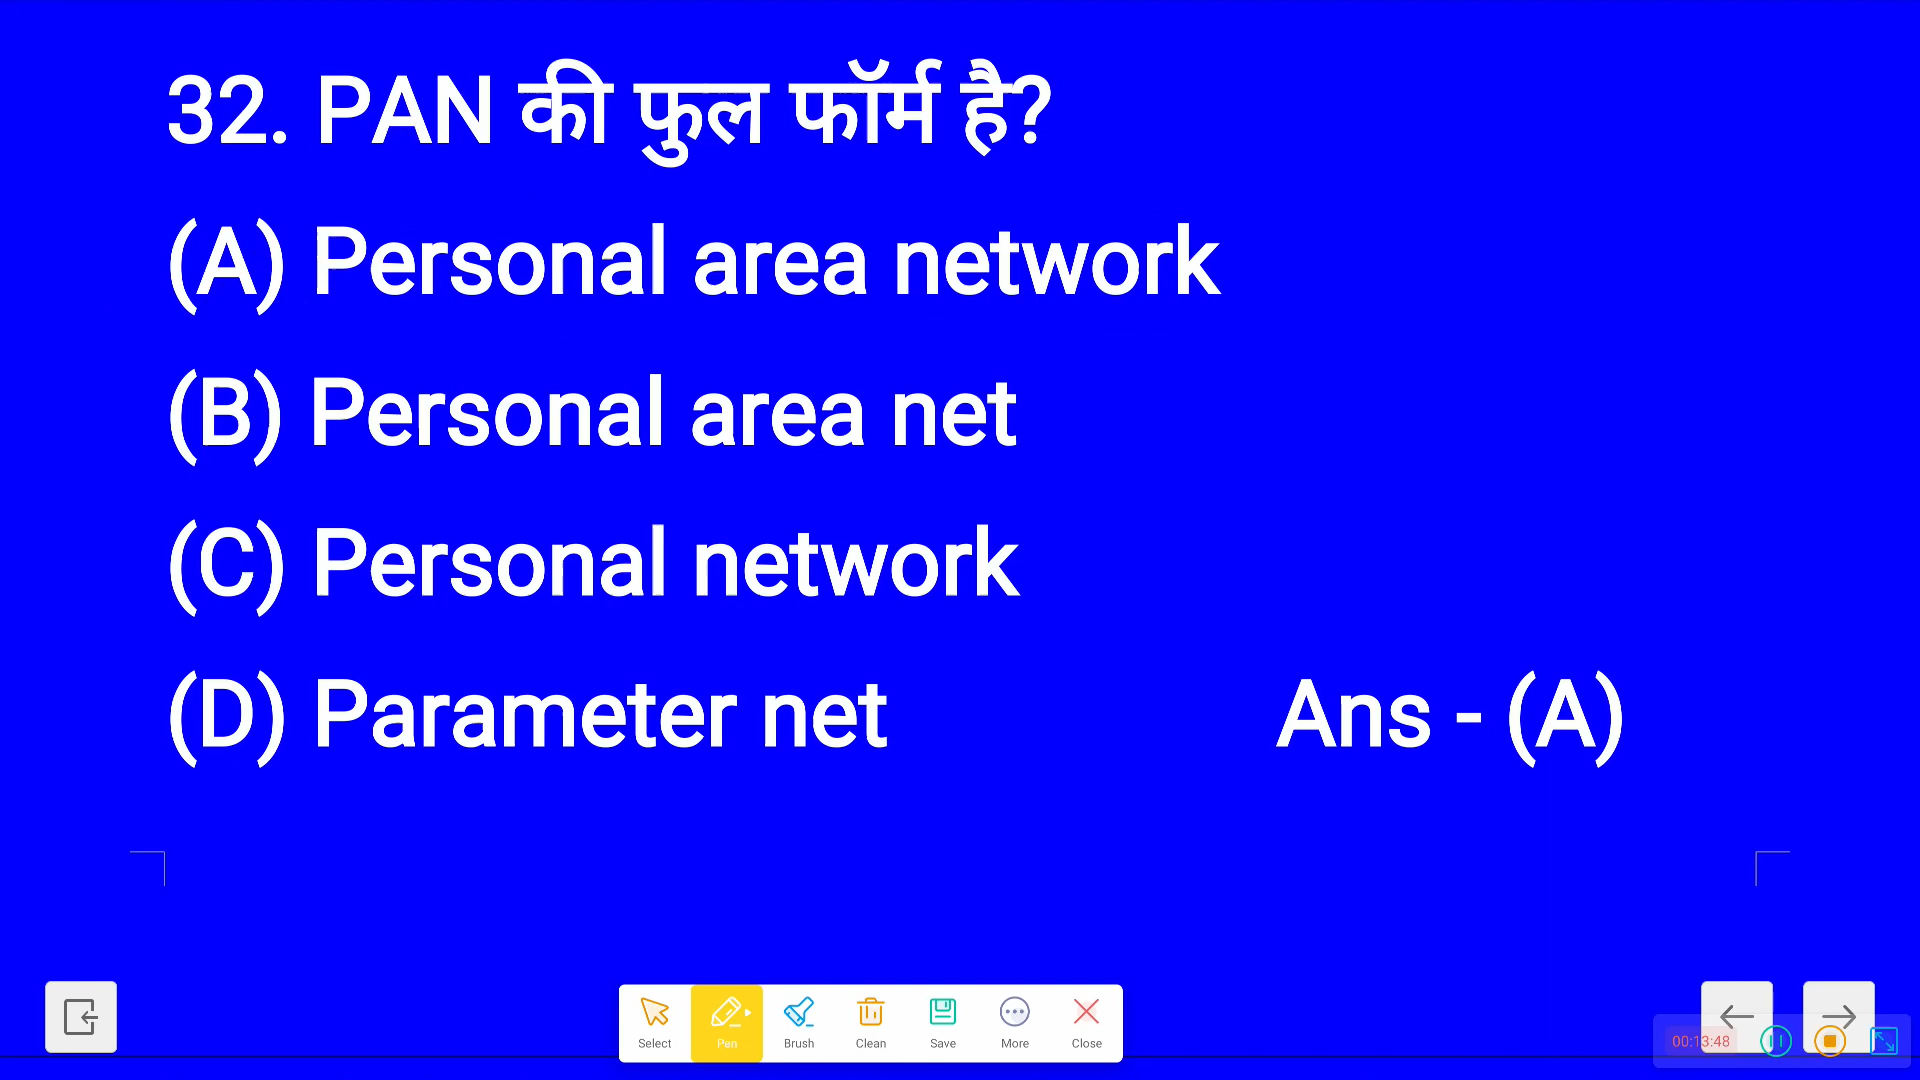 32. PAN की फुल फॉर्म है?
(A) Personal area network
(B) Personal area net
(C) Personal network
(D) Parameter net Ans - (A)
Select Pen Brush Clean Save More Close
00:13:48